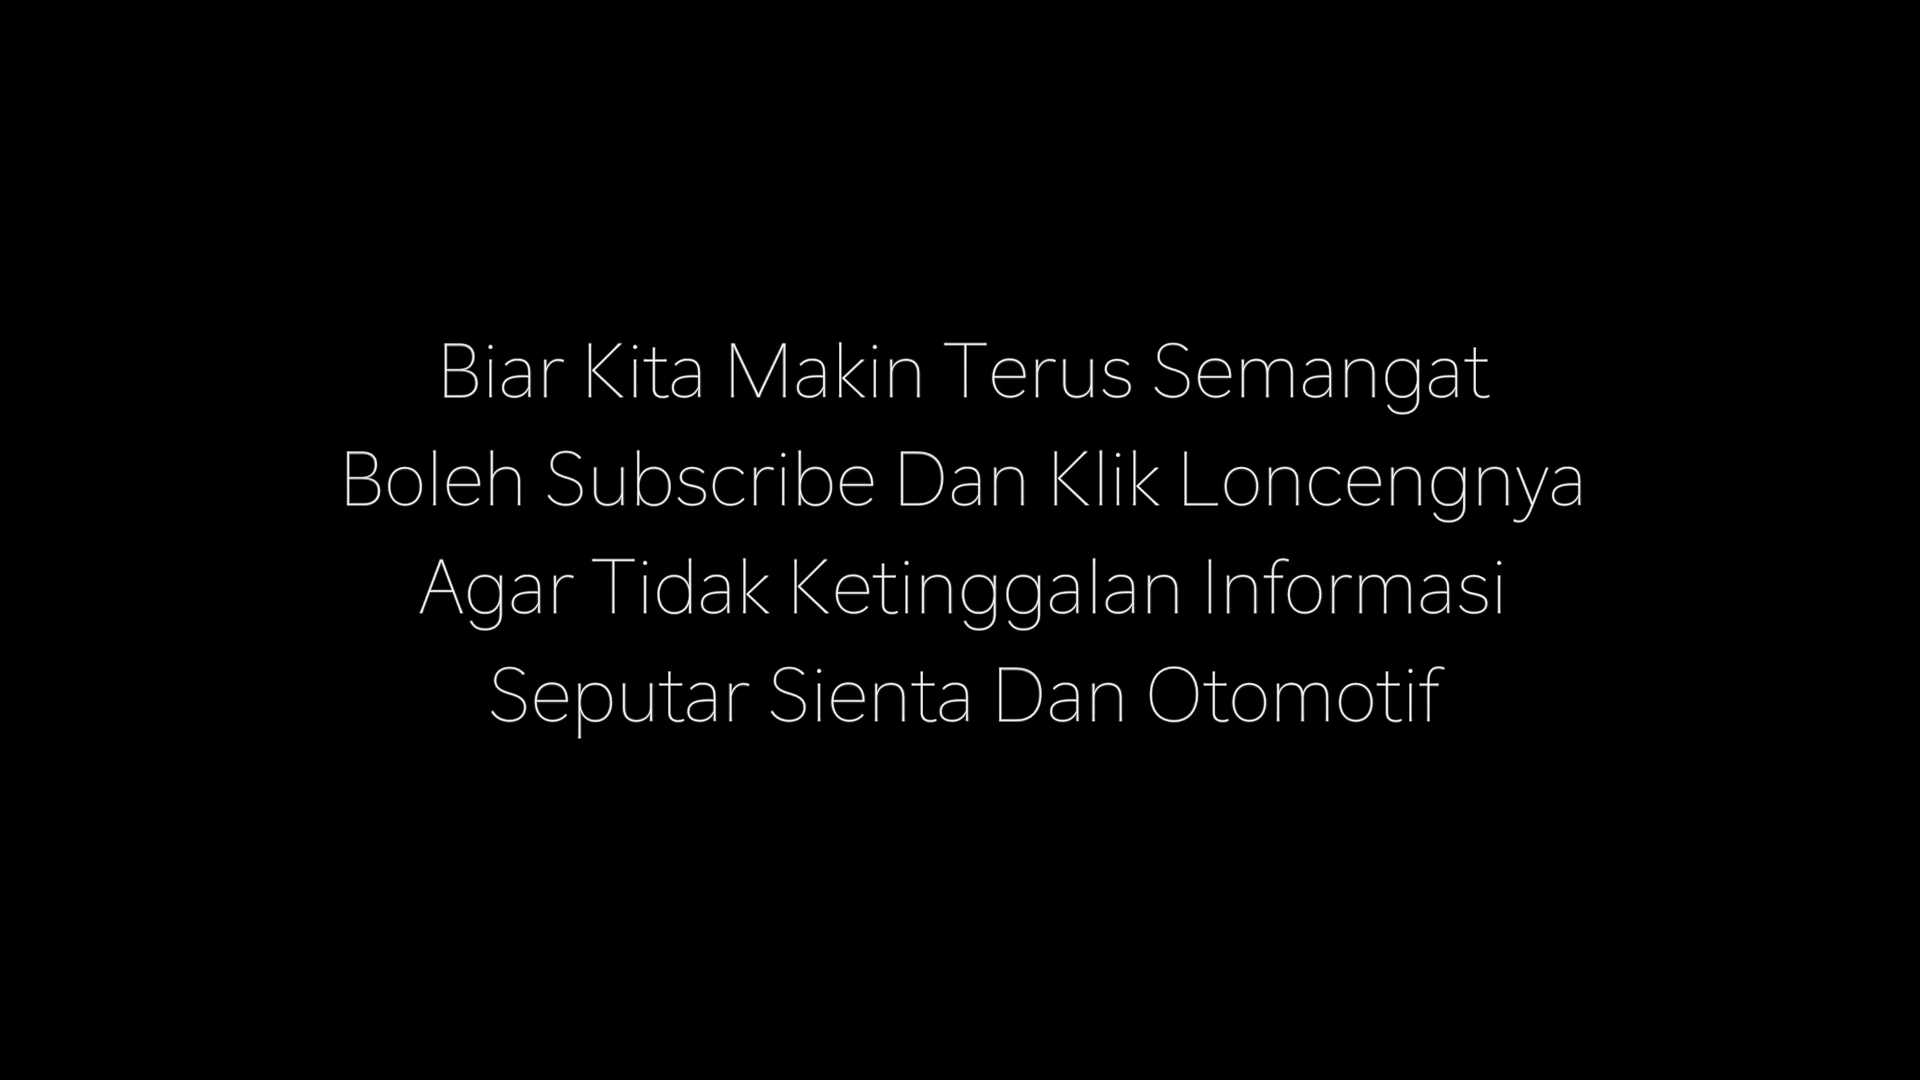 Biar Kita Makin Terus Semangat
Boleh Subscribe Dan Klik Loncengnya
Agar Tidak Ketinggalan Informasi
Seputar Sienta Dan Otomotif